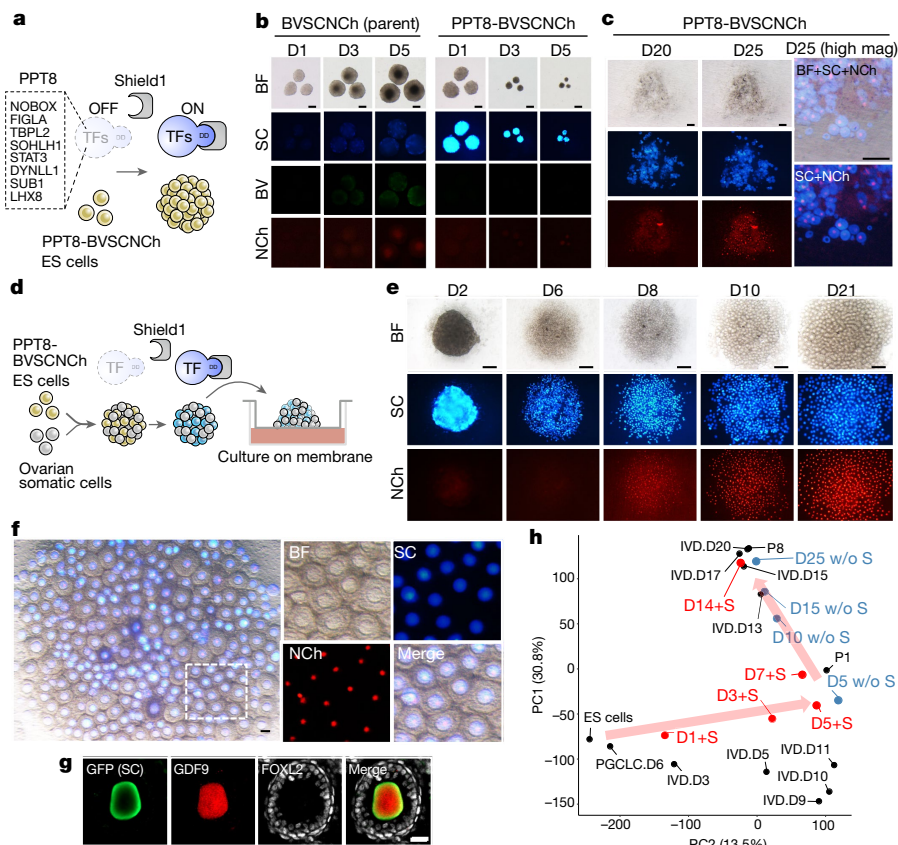 a
PPT8
NOBOX
FIGLA
TBPL2
SOHLH1
STAT3
DYNLL1
SUB1
LHX8
Shield1
OFF
ON
TFs
DD
TFs
DD
PPT8-BVSCNCh
ES cells
b
BVSCNCh (parent)
PPT8-BVSCNCh
D1
D3
D5
D1
D3
D5
BF
SC
BV
NCh
c
PPT8-BVSCNCh
D20
D25
D25 (high mag)
BF+SC+NCh
SC+NCh
d
Shield1
PPT8-
BVSCNCh
ES cells
TF
DD
TF
DD
Ovarian
somatic cells
Culture on membrane
e
D2
D6
D8
D10
D21
BF
SC
NCh
f
BF
SC
NCh
Merge
g
GFP (SC)
GDF9
FOXL2
Merge
h
PC1 (30.8%)
100
50
0
−50
−100
−150
IVD.D20
P8
D25 w/o S
IVD.D17
IVD.D15
D14+S
D15 w/o S
IVD.D13
D10 w/o S
P1
D7+S
D5 w/o S
D3+S
D5+S
ES cells
D1+S
PGCLC.D6
IVD.D3
IVD.D5
IVD.D11
IVD.D10
IVD.D9
−200
−100
0
100
PC2 (13.5%)